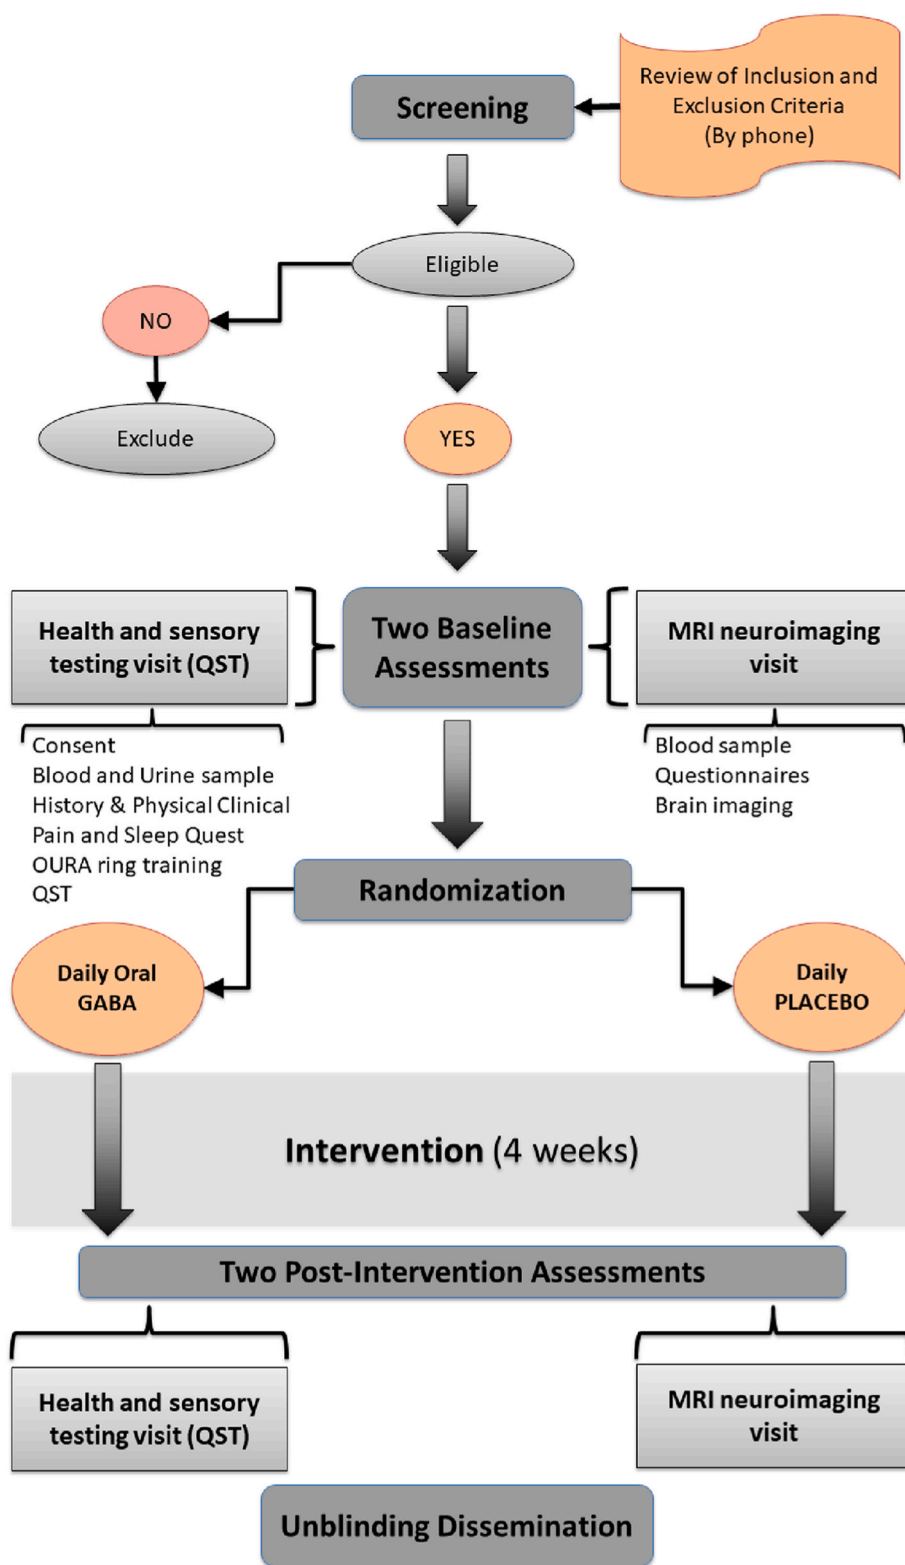 Review of Inclusion and
Exclusion Criteria
(By phone)
Screening
Eligible
NO
Exclude
YES
Health and sensory
testing visit (QST)
Two Baseline
Assessments
MRI neuroimaging
visit
Consent
Blood and Urine sample
History & Physical Clinical
Pain and Sleep Quest
OURA ring training
QST
Blood sample
Questionnaires
Brain imaging
Randomization
Daily Oral
GABA
Daily
PLACEBO
Intervention (4 weeks)
Two Post-Intervention Assessments
Health and sensory
testing visit (QST)
MRI neuroimaging
visit
Unblinding Dissemination